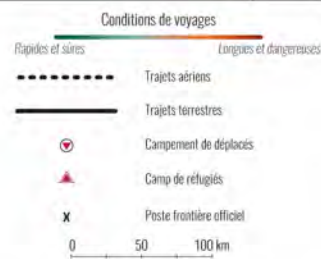 Conditions de voyages
Rapides et sûres Longues et dangereuses
Trajets aériens
Trajets terrestres
Campement de déplacés
Camp de réfugiés
X Poste frontière officiel
0 50 100 km